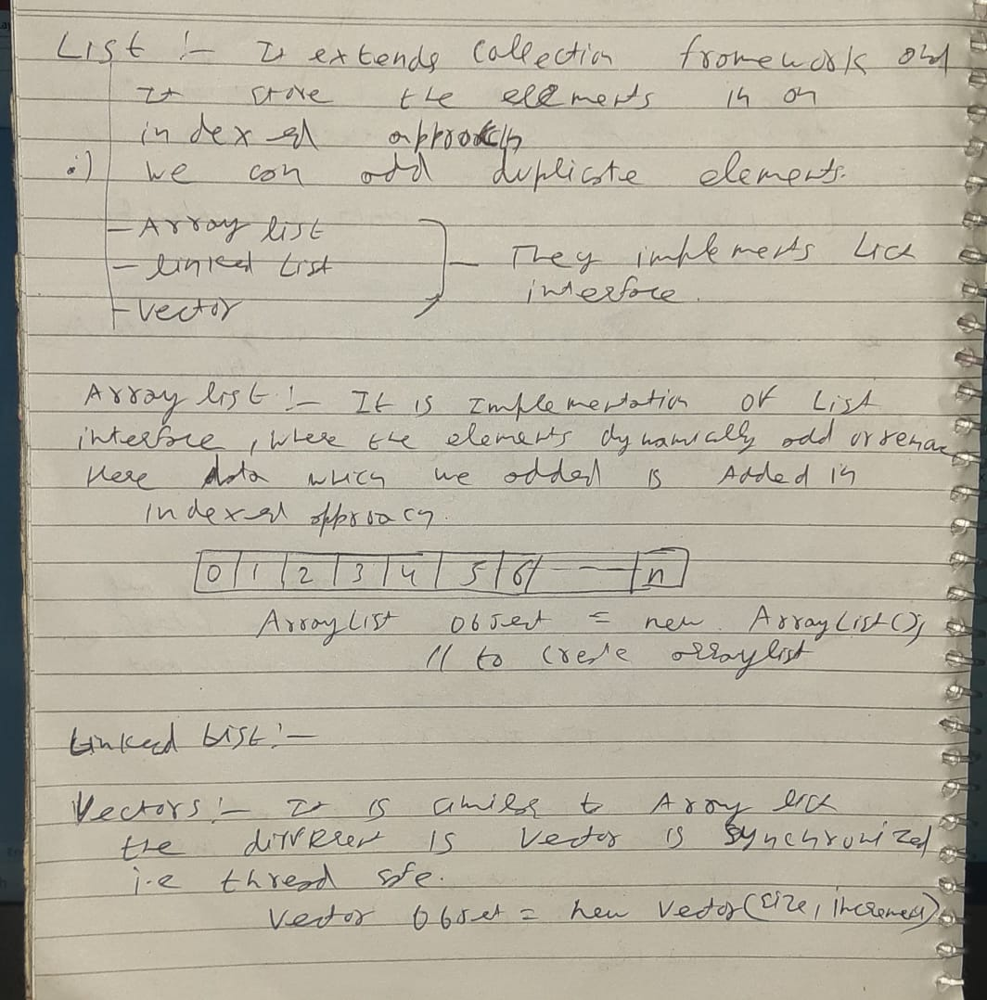 List :- It extends Collection framework and
It store the elements in an
indexed approach
i) we can add duplicate elements.
- Array list
- linked List
- Vector
They implements List
interface.
Array list :- It is Implementation of List
interface, where the elements dynamically add or remove
Here data which we added is Added in
indexed approach.
0 1 2 3 4 5 6 — n
ArrayList object = new ArrayList();
// to create arraylist
Linked List :-
Vectors :- It is similar to Array list
the different is Vector is Synchronized
i.e thread safe.
Vector Object = new Vector(size, increment)